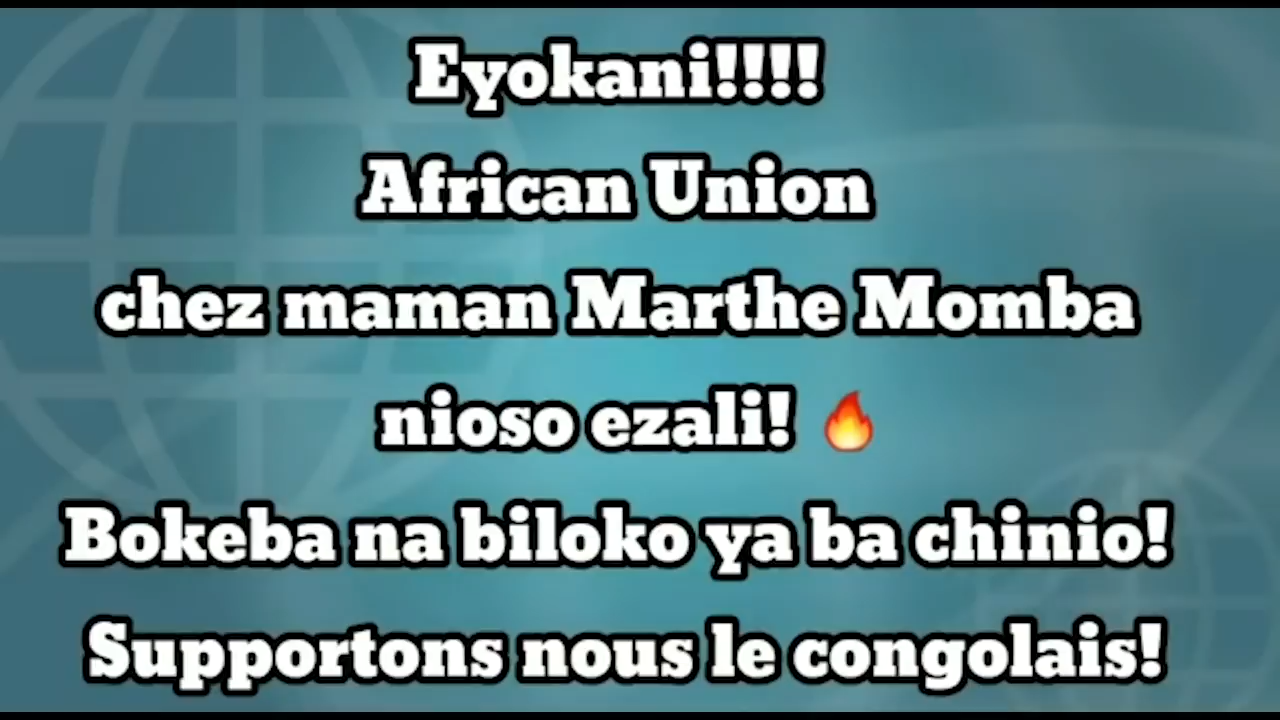 Eyokani!!!!
African Union
chez maman Marthe Momba
nioso ezali! 🔥
Bokeba na biloko ya ba chinio!
Supportons nous le congolais!